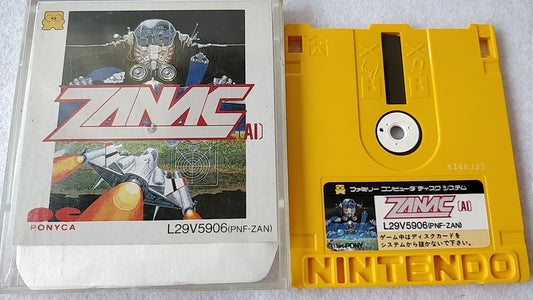 ZANAC
[AI]
PONYCA
L29V5906(PNF-ZAN)
K146322
ファミリー コンピュータ ディスク システム
ZANAC
[AI]
L29V5906(PNF-ZAN)
ゲーム中はディスクカードを
システムから抜かないで下さい。
NINTENDO